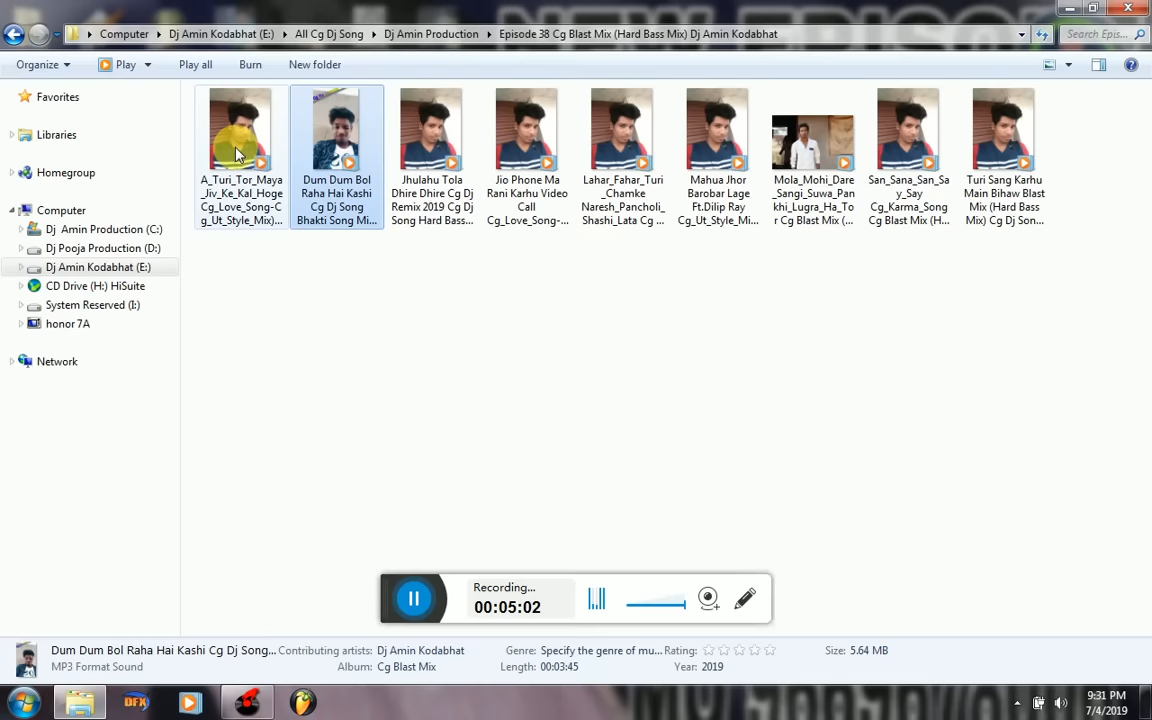 Computer Dj Amin Kodabhat (E:) All Cg Dj Song Dj Amin Production Episode 38 Cg Blast Mix (Hard Bass Mix) Dj Amin Kodabhat Search Epis...
Organize Play Play all Burn New folder
Favorites
Libraries
Homegroup
Computer
Dj Amin Production (C:)
Dj Pooja Production (D:)
Dj Amin Kodabhat (E:)
CD Drive (H:) HiSuite
System Reserved (I:)
honor 7A
Network
A_Turi_Tor_Maya
_Jiv_Ke_Kal_Hoge
Cg_Love_Song-C
g_Ut_Style_Mix)...
Dum Dum Bol
Raha Hai Kashi
Cg Dj Song
Bhakti Song Mi...
Jhulahu Tola
Dhire Dhire Cg Dj
Remix 2019 Cg Dj
Song Hard Bass...
Jio Phone Ma
Rani Karhu Video
Call
Cg_Love_Song-...
Lahar_Fahar_Turi
_Chamke
Naresh_Pancholi_
Shashi_Lata Cg ...
Mahua Jhor
Barobar Lage
Ft.Dilip Ray
Cg_Ut_Style_Mi...
Mola_Mohi_Dare
_Sangi_Suwa_Pan
khi_Lugra_Ha_To
r Cg Blast Mix (...
San_Sana_San_Sa
y_Say
Cg_Karma_Song
Cg Blast Mix (H...
Turi Sang Karhu
Main Bihaw Blast
Mix (Hard Bass
Mix) Cg Dj Son...
20
Recording...
00:05:02
Dum Dum Bol Raha Hai Kashi Cg Dj Song... Contributing artists: Dj Amin Kodabhat Genre: Specify the genre of mu... Rating: Size: 5.64 MB
MP3 Format Sound Album: Cg Blast Mix Length: 00:03:45 Year: 2019
DFX
9:31 PM
7/4/2019